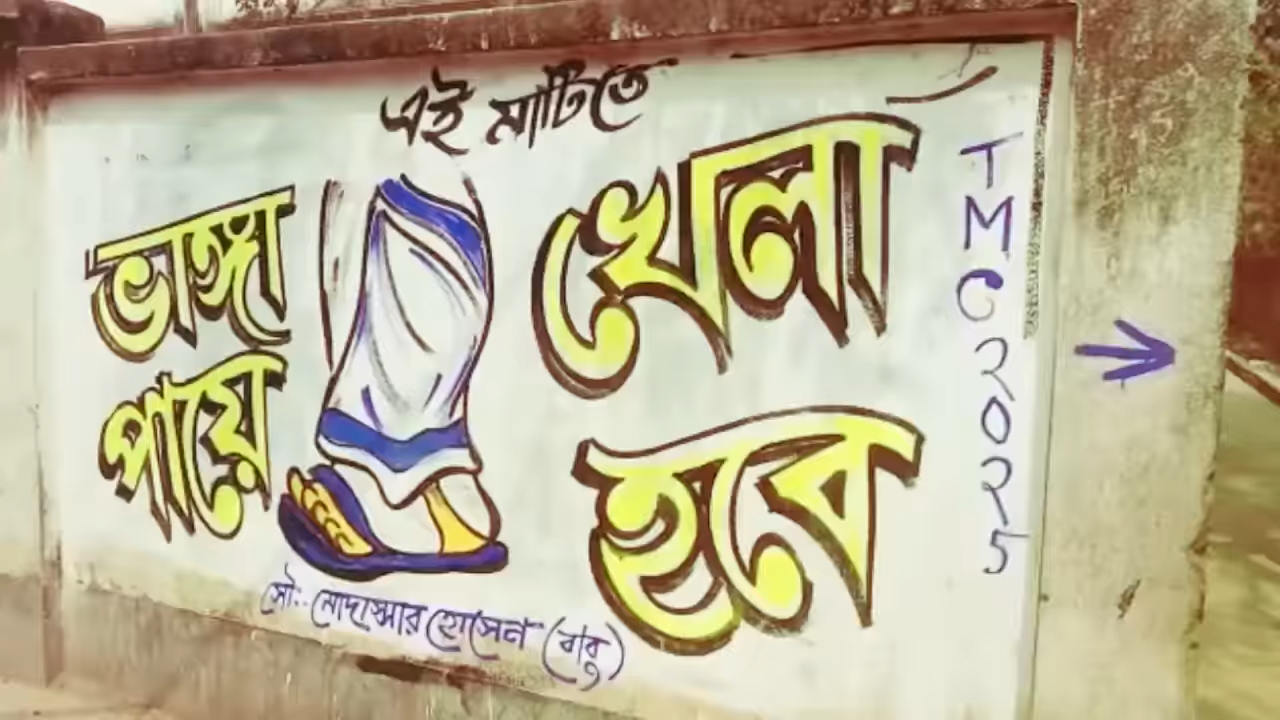 এই মাটিতে
ভাঙ্গা
পায়ে
খেলা
হবে
TMC 2025
সৌ:- মোদাস্সার হোসেন (বাবু)